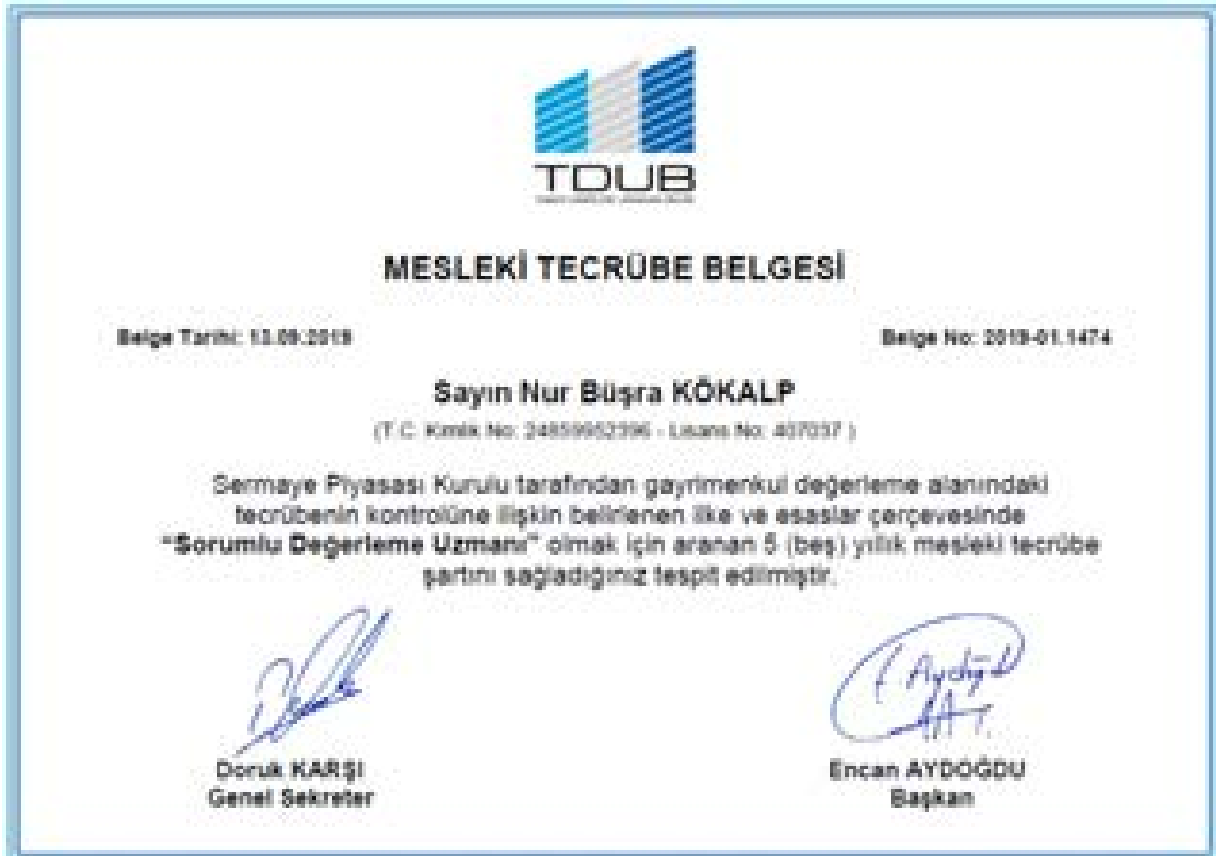 TDUB
MESLEKİ TECRÜBE BELGESİ
Belge Tarihi: 13.09.2019
Belge No: 2019-01.1474
Sayın Nur Büşra KÖKALP
(T.C. Kimlik No: - Lisans No: 407037 )
Sermaye Piyasası Kurulu tarafından gayrimenkul değerleme alanındaki
tecrübenin kontrolüne ilişkin belirlenen ilke ve esaslar çerçevesinde
"Sorumlu Değerleme Uzmanı" olmak için aranan 5 (beş) yıllık mesleki tecrübe
şartını sağladığınız tespit edilmiştir.
Doruk KARŞI
Genel Sekreter
Encan AYDOĞDU
Başkan